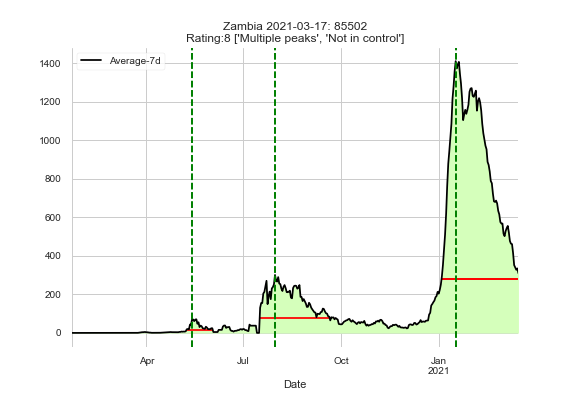 Zambia 2021-03-17: 85502
Rating:8 ['Multiple peaks', 'Not in control']
Average-7d
1400
1200
1000
800
600
400
200
0
Apr
Jul
Oct
Jan
2021
Date